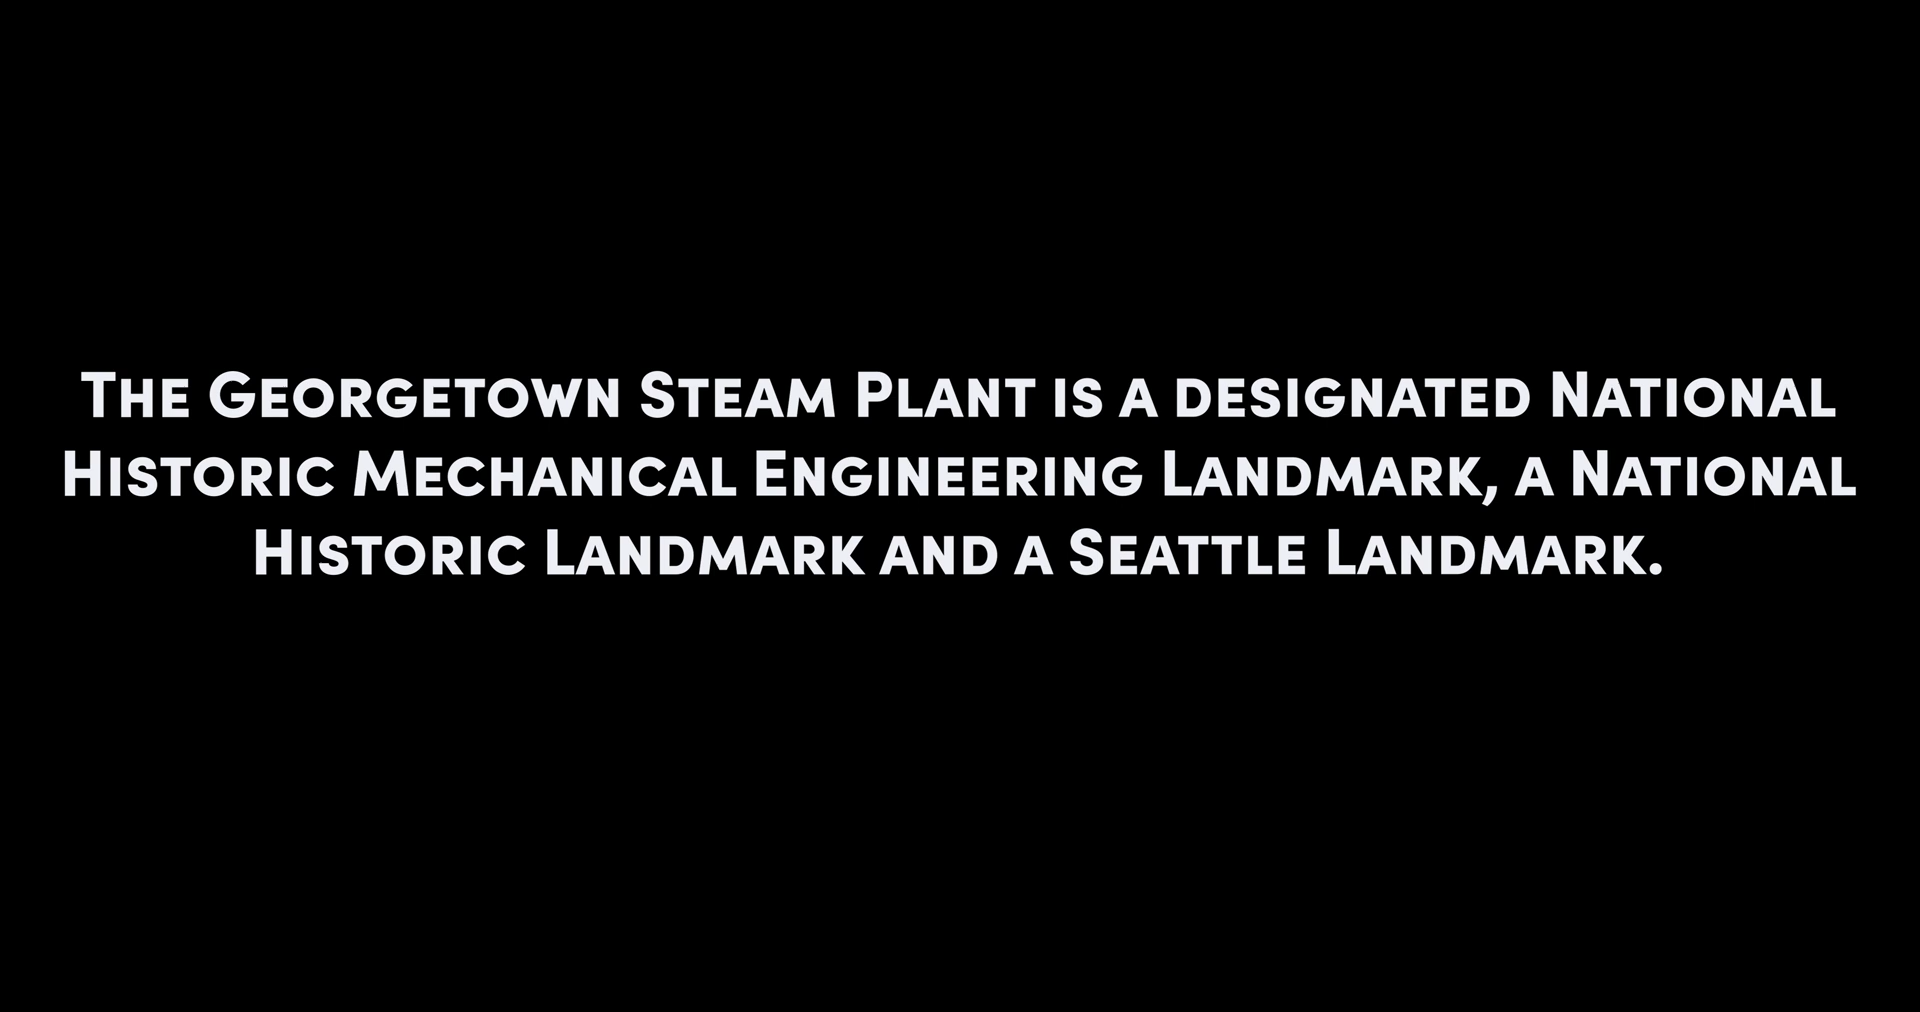 The Georgetown Steam Plant is a designated National
Historic Mechanical Engineering Landmark, a National
Historic Landmark and a Seattle Landmark.